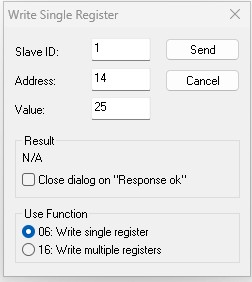 Write Single Register
Slave ID: 1 Send
Address: 14 Cancel
Value: 25
Result
N/A
Close dialog on "Response ok"
Use Function
06: Write single register
16: Write multiple registers